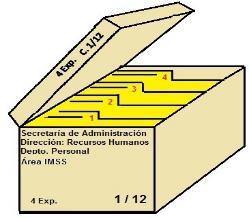 4 Exp. C. 1/12
4
3
2
1
Secretaría de Administración
Dirección: Recursos Humanos
Depto. Personal
Área IMSS
4 Exp. 1 / 12